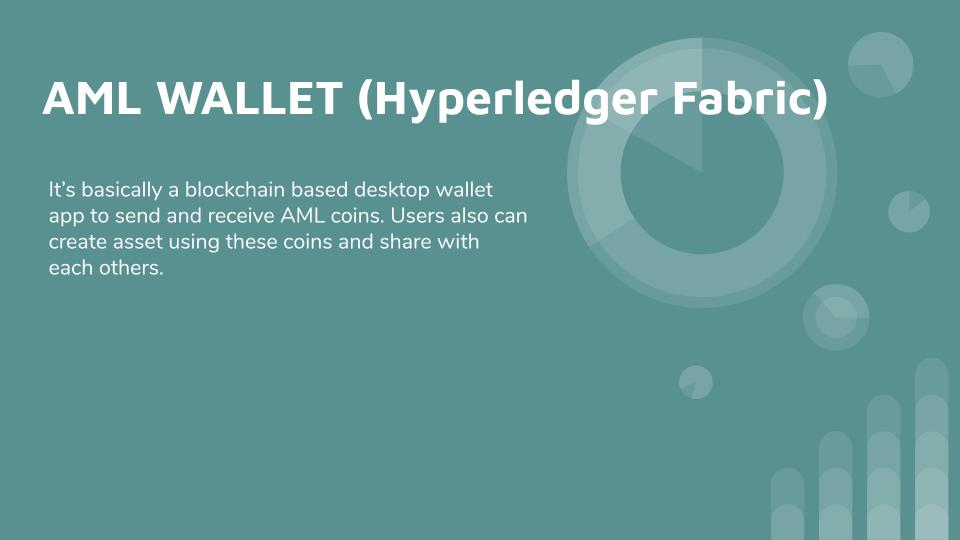 AML WALLET (Hyperledger Fabric)
It’s basically a blockchain based desktop wallet
app to send and receive AML coins. Users also can
create asset using these coins and share with
each others.